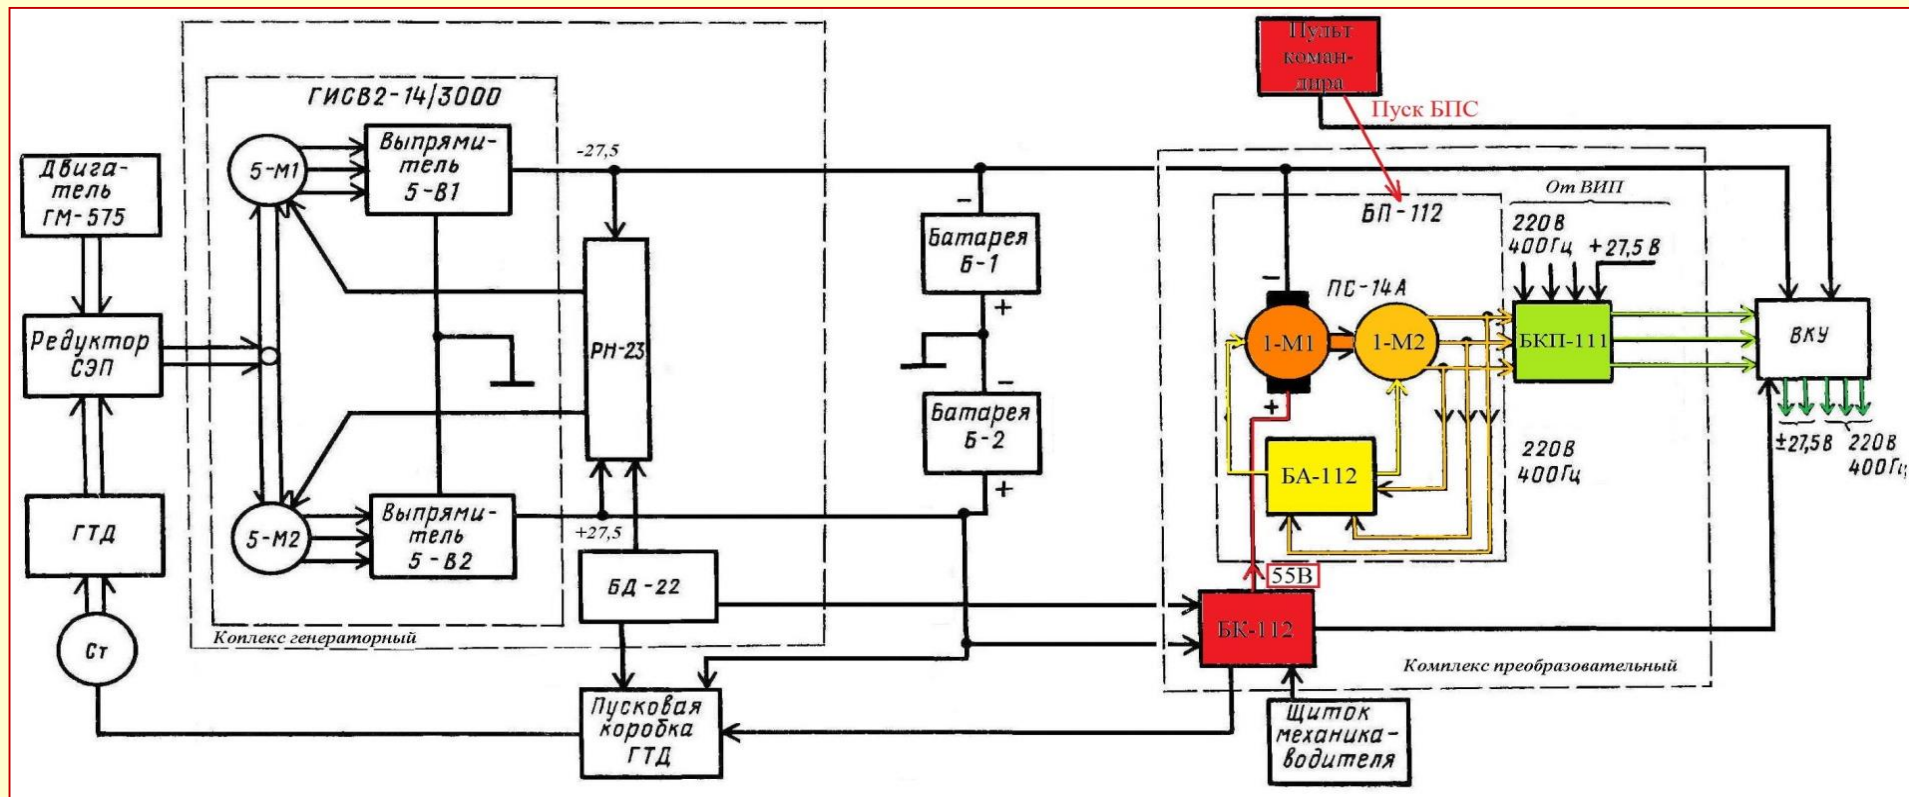 Пульт
коман-
дира
Пуск БПС
ГИСВ2-14/3000
Двига-
тель
ГМ-575
5-М1
Выпрями-
тель
5-В1
-27,5
Батарея
Б-1
-
+
БП-112
От ВИП
220В
400Гц
+27,5 В
ПС-14А
-
+
1-М1
1-М2
БКП-111
ВКУ
Редуктор
СЭП
РН-23
-
+
Батарея
Б-2
БА-112
220В
400Гц
±27,5В
220В
400Гц
ГТД
5-М2
Выпрями-
тель
5-В2
+27,5
БД-22
55В
БК-112
Коплекс генераторный
Комплекс преобразовательный
Ст
Пусковая
коробка
ГТД
Щиток
механика-
водителя